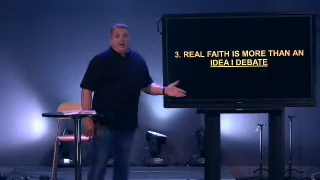 3. REAL FAITH IS MORE THAN AN
IDEA I DEBATE